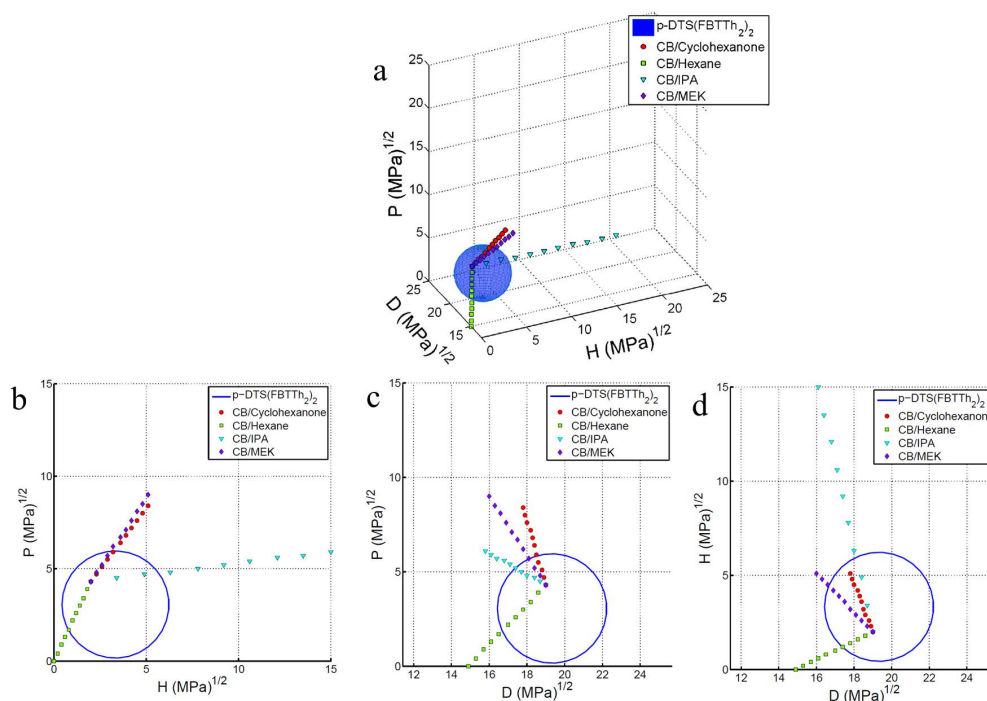 a
p-DTS(FBTTh2)2
CB/Cyclohexanone
CB/Hexane
CB/IPA
CB/MEK
P (MPa)1/2
25
20
15
10
5
0
D (MPa)1/2
25
20
15
H (MPa)1/2
0
5
10
15
20
25
b
p-DTS(FBTTh2)2
CB/Cyclohexanone
CB/Hexane
CB/IPA
CB/MEK
P (MPa)1/2
15
10
5
0
0
5
10
15
H (MPa)1/2
c
p-DTS(FBTTh2)2
CB/Cyclohexanone
CB/Hexane
CB/IPA
CB/MEK
P (MPa)1/2
15
10
5
0
12 14 16 18 20 22 24
D (MPa)1/2
d
p-DTS(FBTTh2)2
CB/Cyclohexanone
CB/Hexane
CB/IPA
CB/MEK
H (MPa)1/2
15
10
5
0
12 14 16 18 20 22 24
D (MPa)1/2